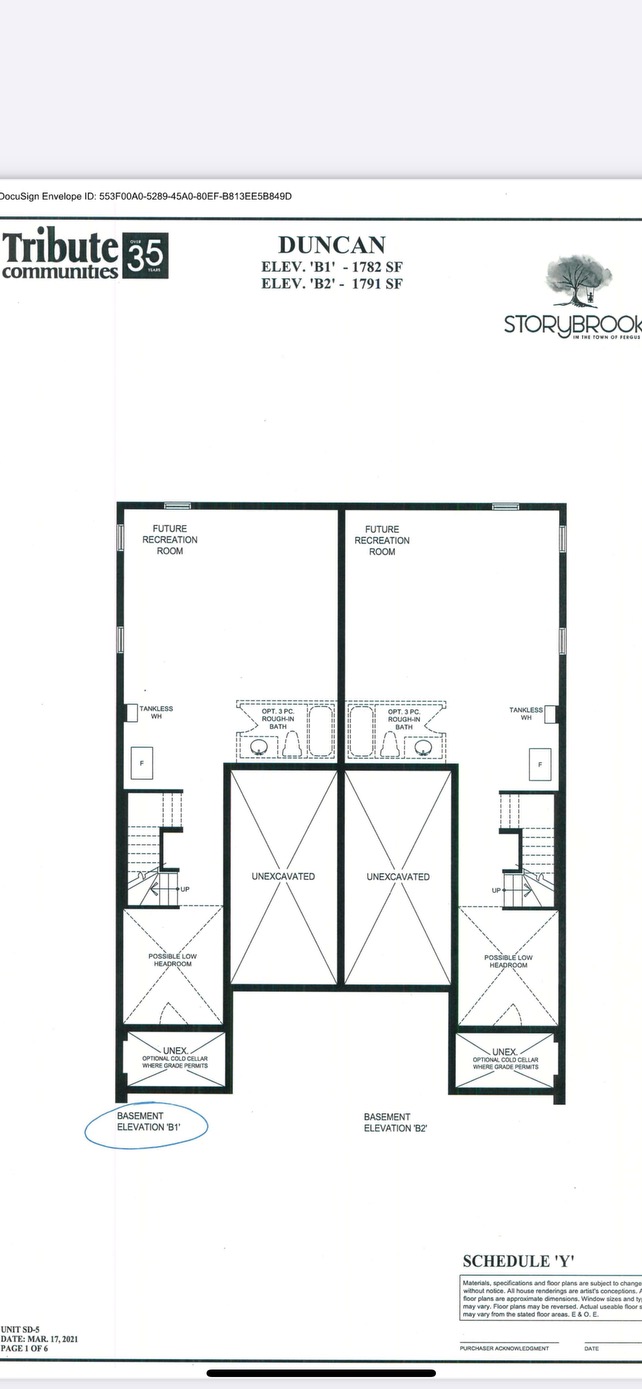 DocuSign Envelope ID: 553F00A0-5289-45A0-80EF-B813EE5B849D
Tribute
communities
OVER
35
YEARS
DUNCAN
ELEV. 'B1' - 1782 SF
ELEV. 'B2' - 1791 SF
STORYBROOK
IN THE TOWN OF FERGUS
FUTURE
RECREATION
ROOM
FUTURE
RECREATION
ROOM
TANKLESS
WH
OPT. 3 PC.
ROUGH-IN
BATH
OPT. 3 PC.
ROUGH-IN
BATH
TANKLESS
WH
F
F
UNEXCAVATED
UNEXCAVATED
UP
UP
POSSIBLE LOW
HEADROOM
POSSIBLE LOW
HEADROOM
UNEX.
OPTIONAL COLD CELLAR
WHERE GRADE PERMITS
UNEX.
OPTIONAL COLD CELLAR
WHERE GRADE PERMITS
BASEMENT
ELEVATION 'B1'
BASEMENT
ELEVATION 'B2'
SCHEDULE 'Y'
Materials, specifications and floor plans are subject to change
without notice. All house renderings are artist's conceptions. A
floor plans are approximate dimensions. Window sizes and ty
may vary. Floor plans may be reversed. Actual useable floor s
may vary from the stated floor areas. E & O. E.
PURCHASER ACKNOWLEDGMENT
DATE
UNIT SD-5
DATE: MAR. 17, 2021
PAGE 1 OF 6